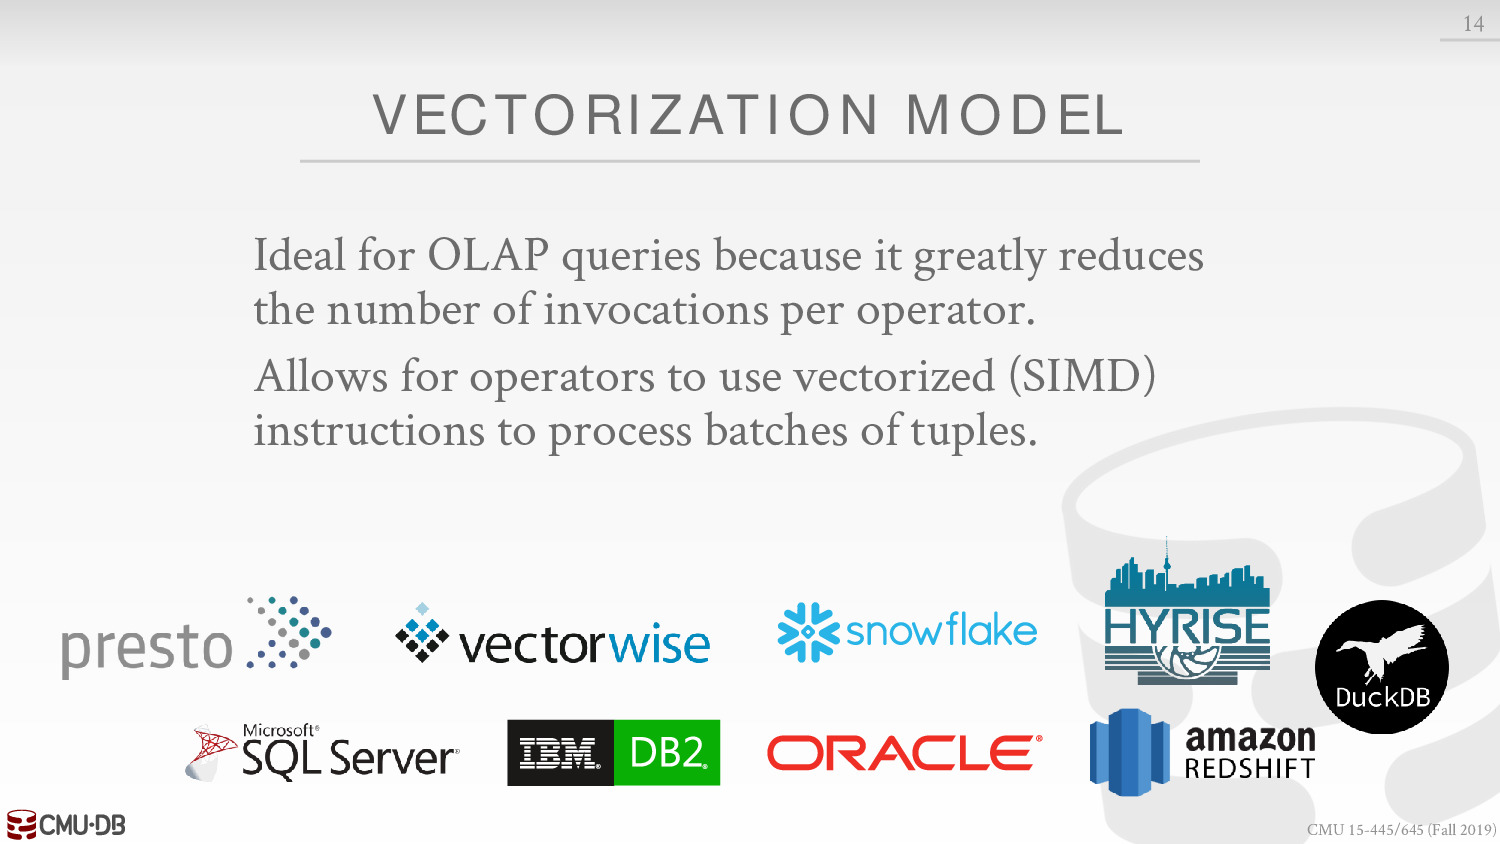 14
VECTORIZATION MODEL
Ideal for OLAP queries because it greatly reduces
the number of invocations per operator.
Allows for operators to use vectorized (SIMD)
instructions to process batches of tuples.
presto
vectorwise
snowflake
HYRISE
DuckDB
Microsoft®
SQL Server®
IBM®
DB2®
ORACLE®
amazon
REDSHIFT
CMU·DB
CMU 15-445/645 (Fall 2019)